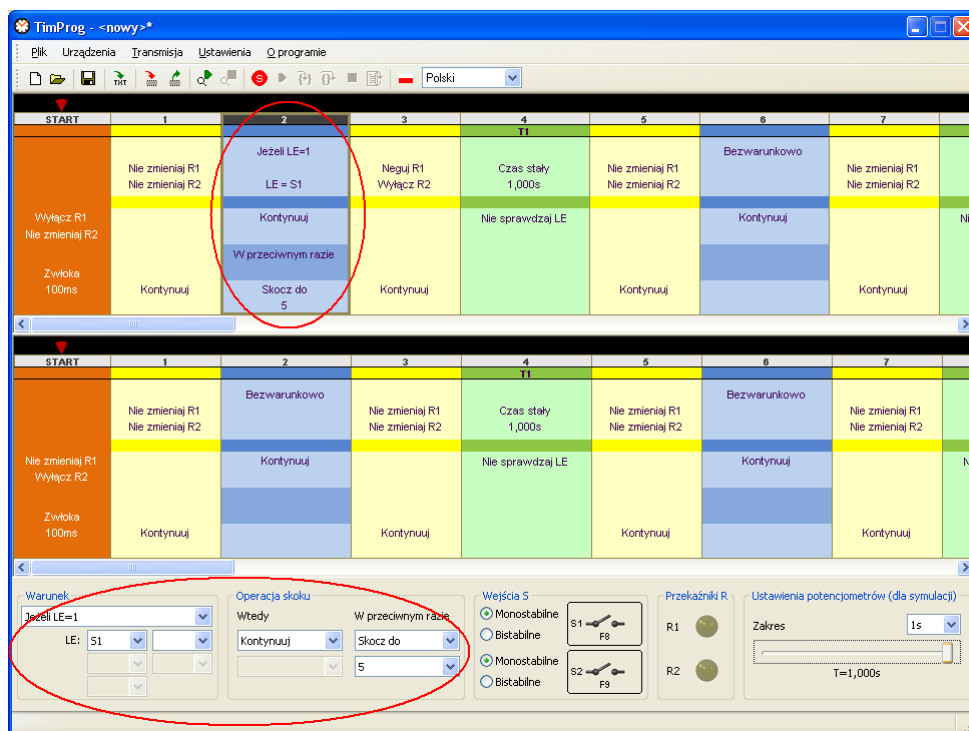 TimProg - <nowy>*
Plik Urządzenia Transmisja Ustawienia O programie
TXT S Polski
START 1 2 3 4 5 6 7
T1
Jeżeli LE=1 Bezwarunkowo
Nie zmieniaj R1 Neguj R1 Czas stały Nie zmieniaj R1 Nie zmieniaj R1
Nie zmieniaj R2 LE = S1 Wyłącz R2 1,000s Nie zmieniaj R2 Nie zmieniaj R2
Wyłącz R1 Kontynuuj Nie sprawdzaj LE Kontynuuj Ni
Nie zmieniaj R2
W przeciwnym razie
Zwłoka
100ms Kontynuuj Skocz do Kontynuuj Kontynuuj Kontynuuj
5
START 1 2 3 4 5 6 7
T1
Bezwarunkowo Bezwarunkowo
Nie zmieniaj R1 Nie zmieniaj R1 Czas stały Nie zmieniaj R1 Nie zmieniaj R1
Nie zmieniaj R2 Nie zmieniaj R2 1,000s Nie zmieniaj R2 Nie zmieniaj R2
Nie zmieniaj R1 Kontynuuj Nie sprawdzaj LE Kontynuuj N
Wyłącz R2
Zwłoka
100ms Kontynuuj Kontynuuj Kontynuuj Kontynuuj
Warunek Operacja skoku Wejścia S Przekaźniki R Ustawienia potencjometrów (dla symulacji)
Jeżeli LE=1 Wtedy W przeciwnym razie Monostabilne S1 F8 R1 Zakres 1s
LE: S1 Kontynuuj Skocz do Bistabilne
5 Monostabilne S2 F9 R2 T=1,000s
Bistabilne